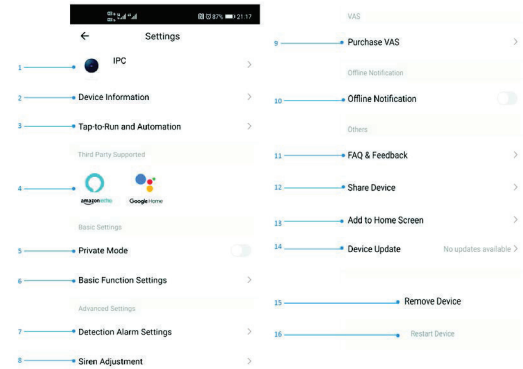 87% 21:17
Settings
1 IPC
2 Device Information
3 Tap-to-Run and Automation
Third Party Supported
4
amazon echo Google Home
Basic Settings
5 Private Mode
6 Basic Function Settings
Advanced Settings
7 Detection Alarm Settings
8 Siren Adjustment
VAS
9 Purchase VAS
Offline Notification
10 Offline Notification
Others
11 FAQ & Feedback
12 Share Device
13 Add to Home Screen
14 Device Update No updates available
15 Remove Device
16 Restart Device